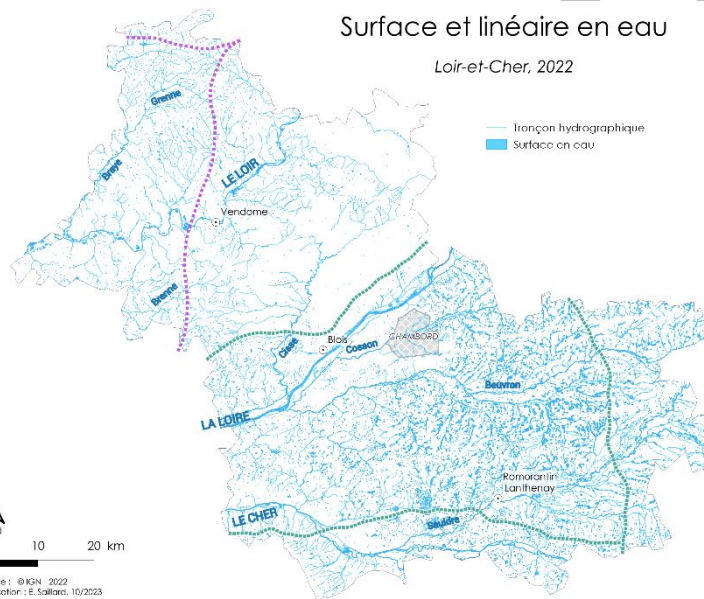 Surface et linéaire en eau
Loir-et-Cher, 2022
Tronçon hydrographique
Surface en eau
Grenne
Braye
LE LOIR
Vendome
Brenne
Cisse
Blois
Cosson
CHAMBORD
Beuvron
LA LOIRE
Romorantin
Lanthenay
LE CHER
Sauldre
10 20 km
ce : © IGN 2022
sation : E. Saillard, 10/2023